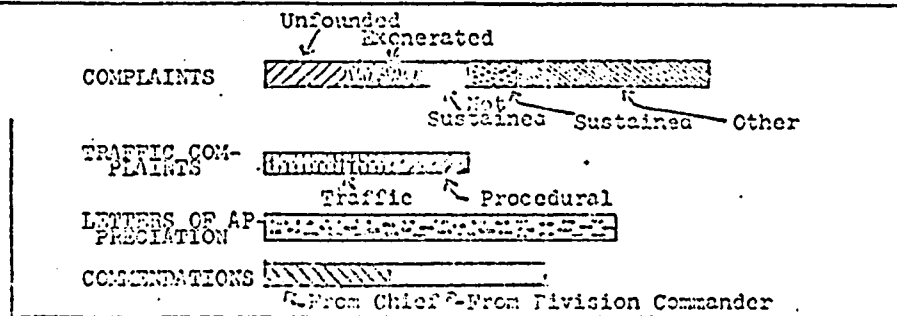 Unfounded
Exonerated
COMPLAINTS
Not
Sustained Sustained Other
TRAFFIC COM-
PLAINTS
Traffic Procedural
LETTERS OF AP-
PRECIATION
COMMENDATIONS
From Chief From Division Commander